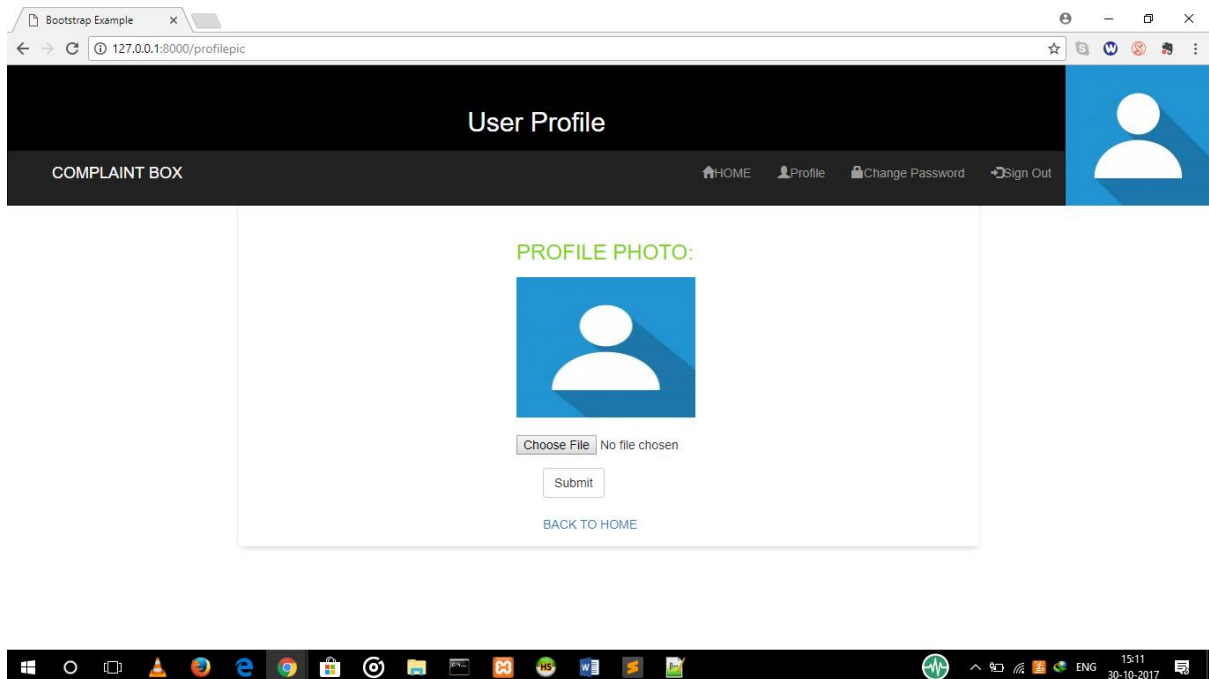 Bootstrap Example
127.0.0.1:8000/profilepic
User Profile
COMPLAINT BOX
HOME Profile Change Password Sign Out
PROFILE PHOTO:
Choose File No file chosen
Submit
BACK TO HOME
ENG
15:11
30-10-2017